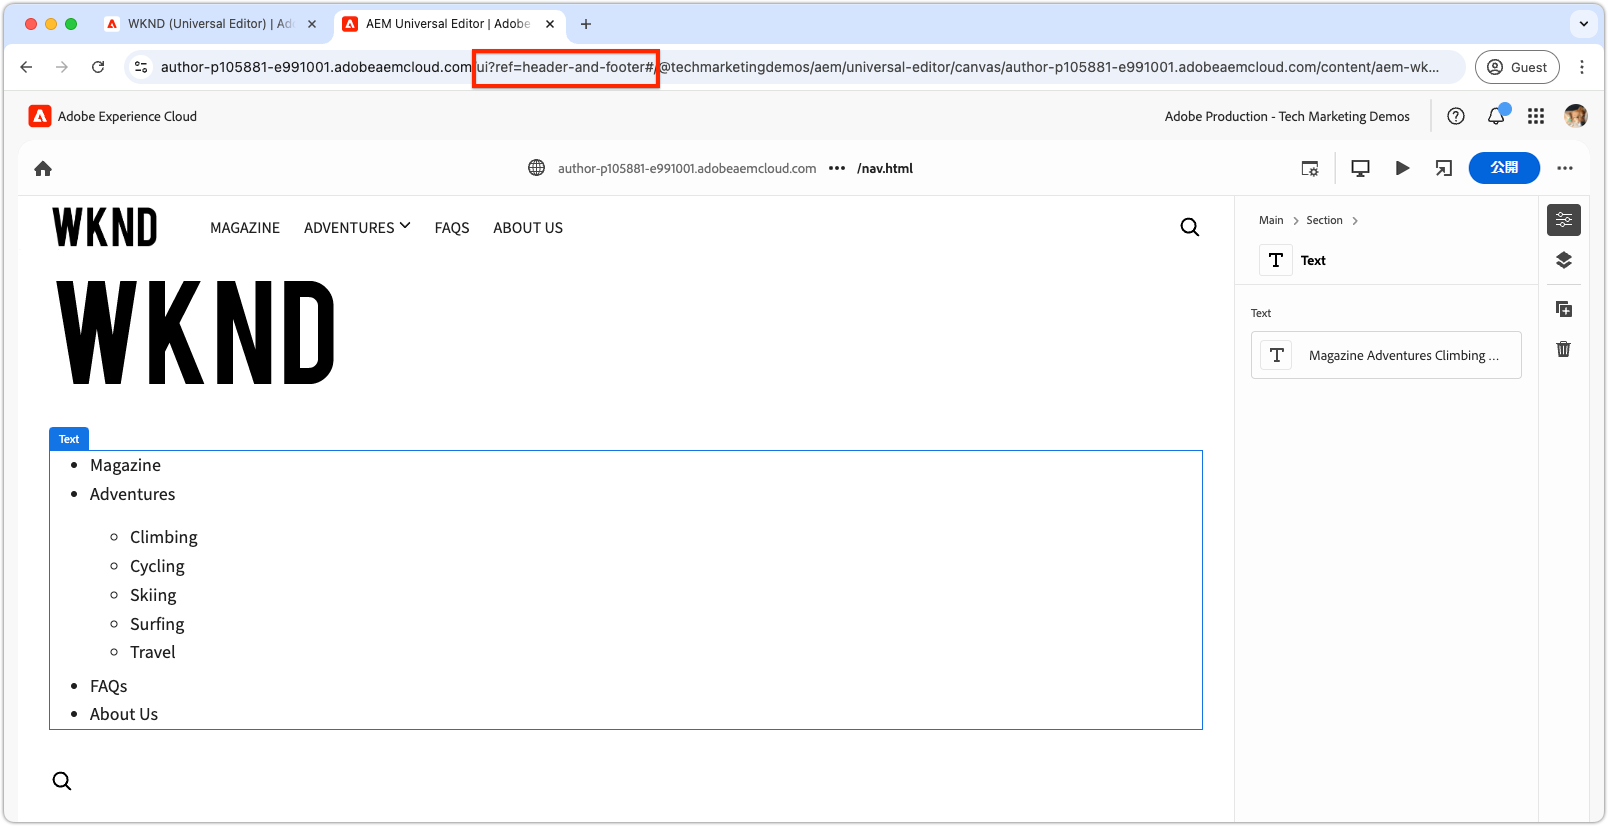 WKND (Universal Editor) | Ad
AEM Universal Editor | Adobe
author-p105881-e991001.adobeaemcloud.com/ui?ref=header-and-footer#/@techmarketingdemos/aem/universal-editor/canvas/author-p105881-e991001.adobeaemcloud.com/content/aem-wk...
Guest
Adobe Experience Cloud
Adobe Production - Tech Marketing Demos
author-p105881-e991001.adobeaemcloud.com ••• /nav.html
公開
WKND
MAGAZINE
ADVENTURES
FAQS
ABOUT US
Main
Section
Text
WKND
Text
Magazine Adventures Climbing ...
Text
Magazine
Adventures
Climbing
Cycling
Skiing
Surfing
Travel
FAQs
About Us